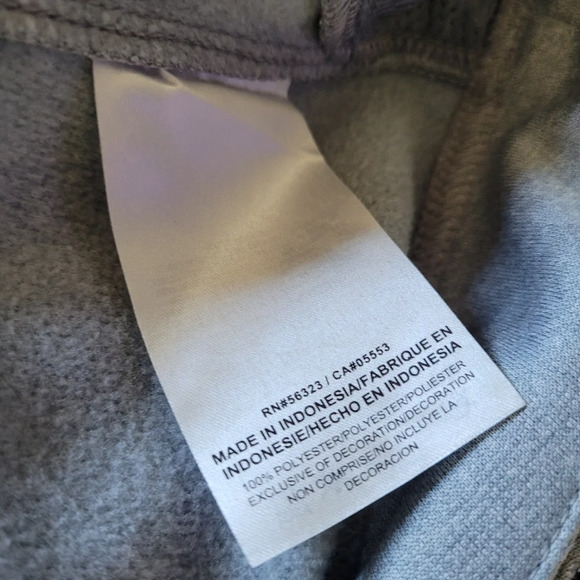 RN#56323 / CA#05553
MADE IN INDONESIA/FABRIQUE EN
INDONESIE/HECHO EN INDONESIA
100% POLYESTER/POLYESTER/POLIESTER
EXCLUSIVE OF DECORATION/DECORATION
NON COMPRISE/NO INCLUYE LA
DECORACION